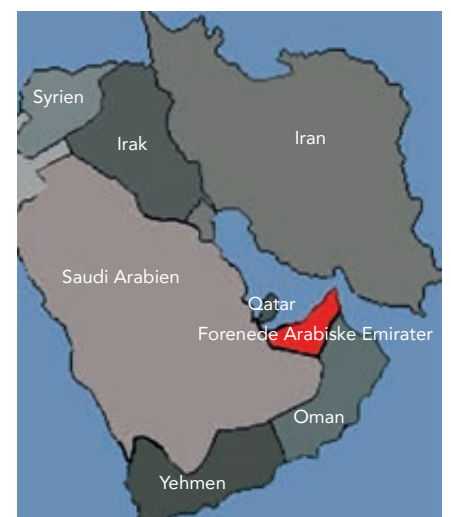 Syrien
Irak
Iran
Saudi Arabien
Qatar
Forenede Arabiske Emirater
Oman
Yehmen